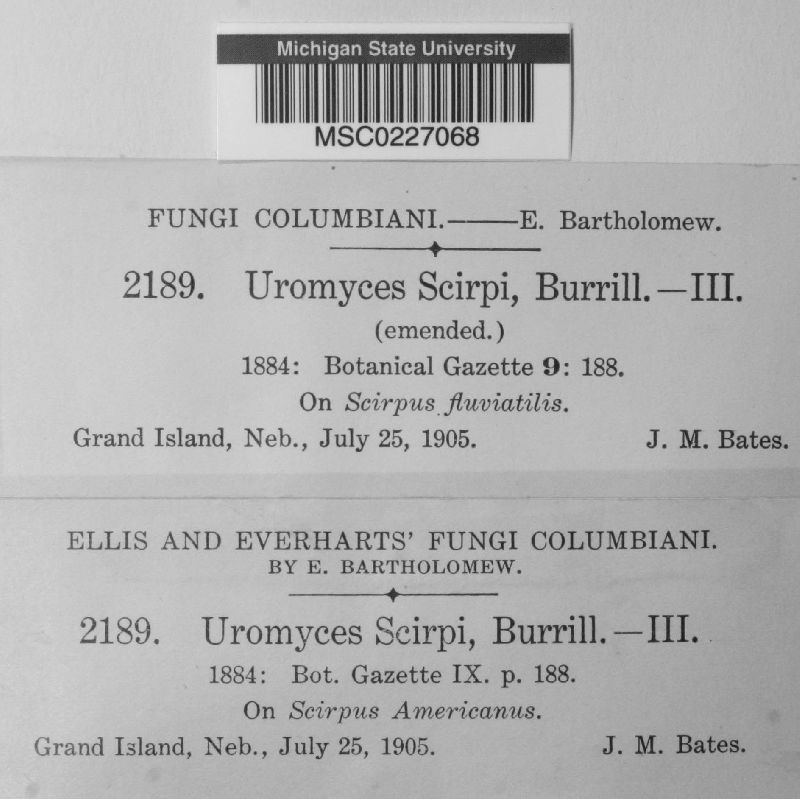 Michigan State University
MSC0227068
FUNGI COLUMBIANI.——E. Bartholomew.
2189. Uromyces Scirpi, Burrill.—III.
(emended.)
1884: Botanical Gazette 9: 188.
On Scirpus fluviatilis.
Grand Island, Neb., July 25, 1905. J. M. Bates.
ELLIS AND EVERHARTS' FUNGI COLUMBIANI.
BY E. BARTHOLOMEW.
2189. Uromyces Scirpi, Burrill.—III.
1884: Bot. Gazette IX. p. 188.
On Scirpus Americanus.
Grand Island, Neb., July 25, 1905. J. M. Bates.